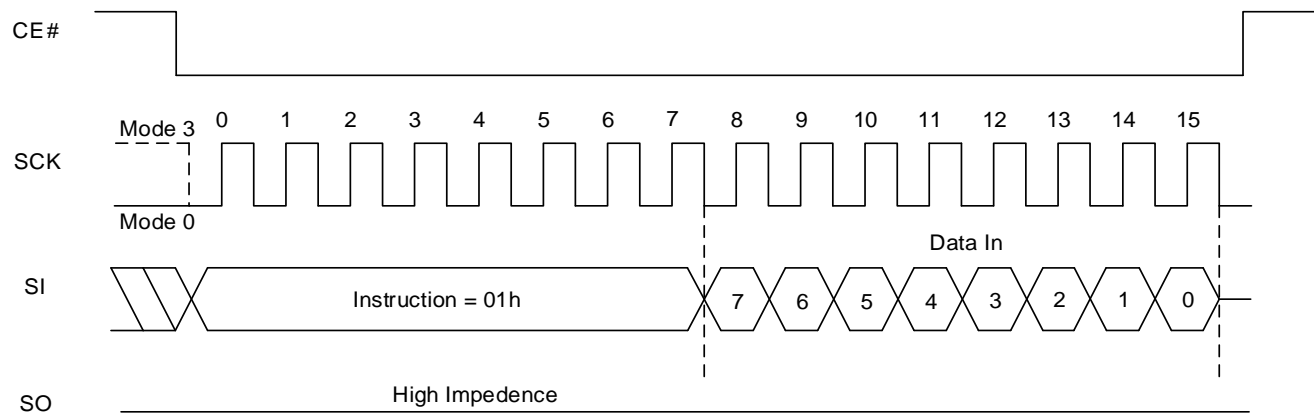 CE#
0 1 2 3 4 5 6 7 8 9 10 11 12 13 14 15
Mode 3
SCK
Mode 0
Data In
SI
Instruction = 01h
7 6 5 4 3 2 1 0
High Impedence
SO